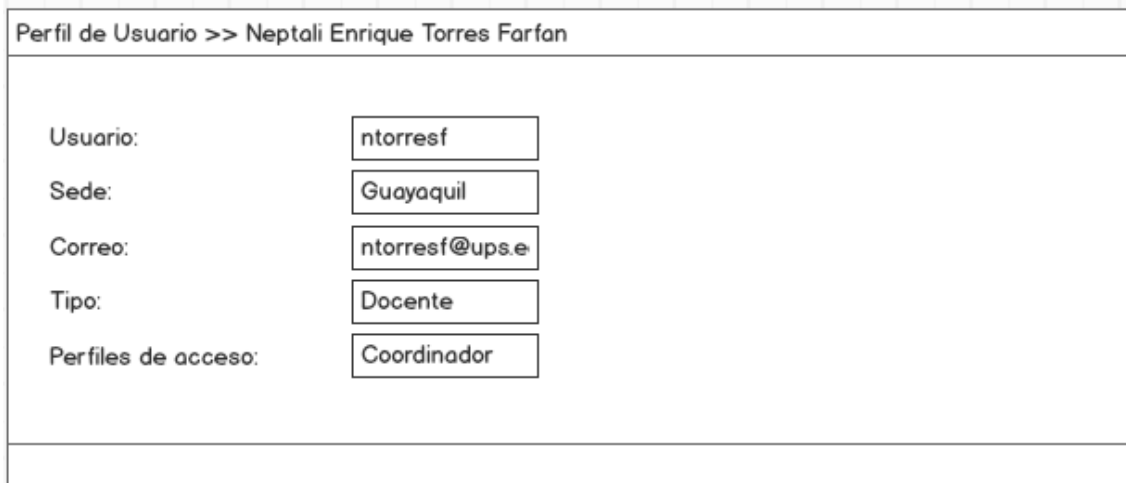 Perfil de Usuario >> Neptali Enrique Torres Farfan
Usuario: ntorresf
Sede: Guayaquil
Correo: ntorresf@ups.e
Tipo: Docente
Perfiles de acceso: Coordinador